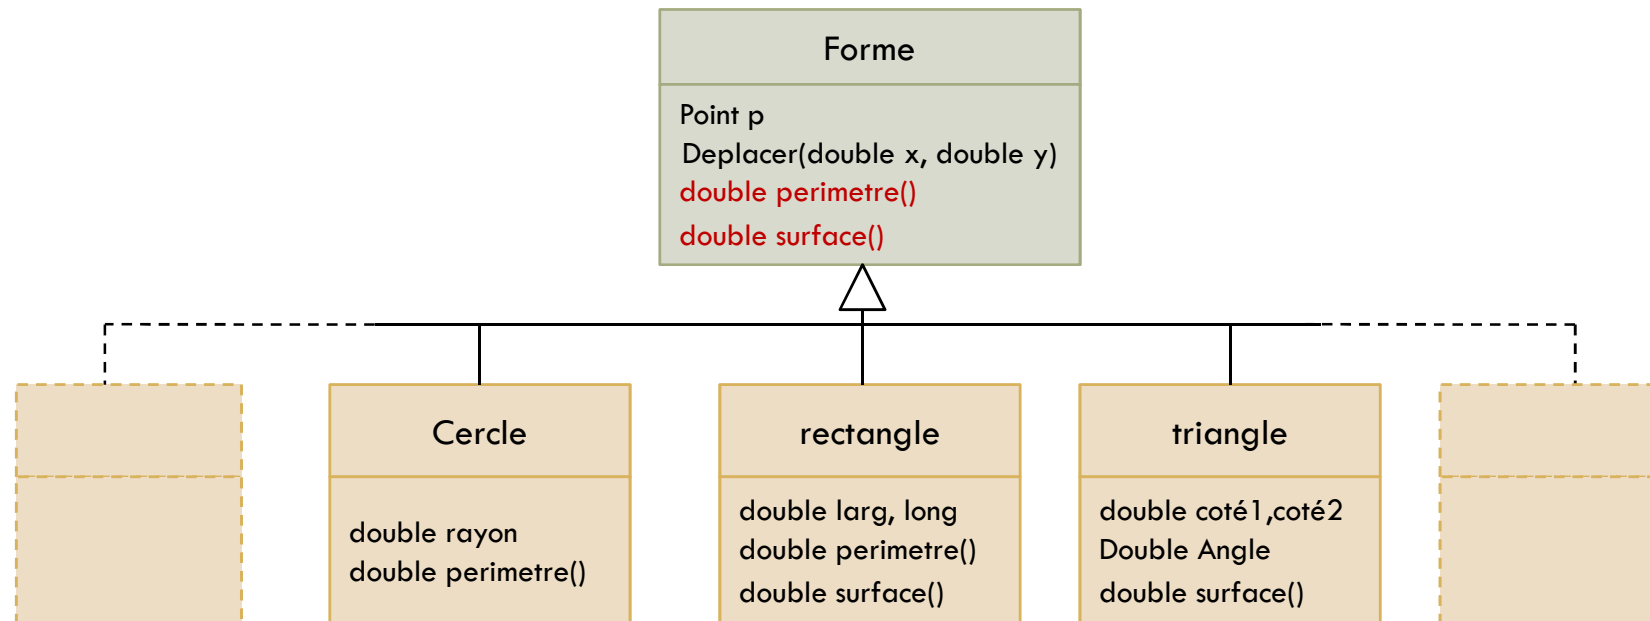 Forme
Point p
Deplacer(double x, double y)
double perimetre()
double surface()
Cercle
double rayon
double perimetre()
rectangle
double larg, long
double perimetre()
double surface()
triangle
double coté1,coté2
Double Angle
double surface()